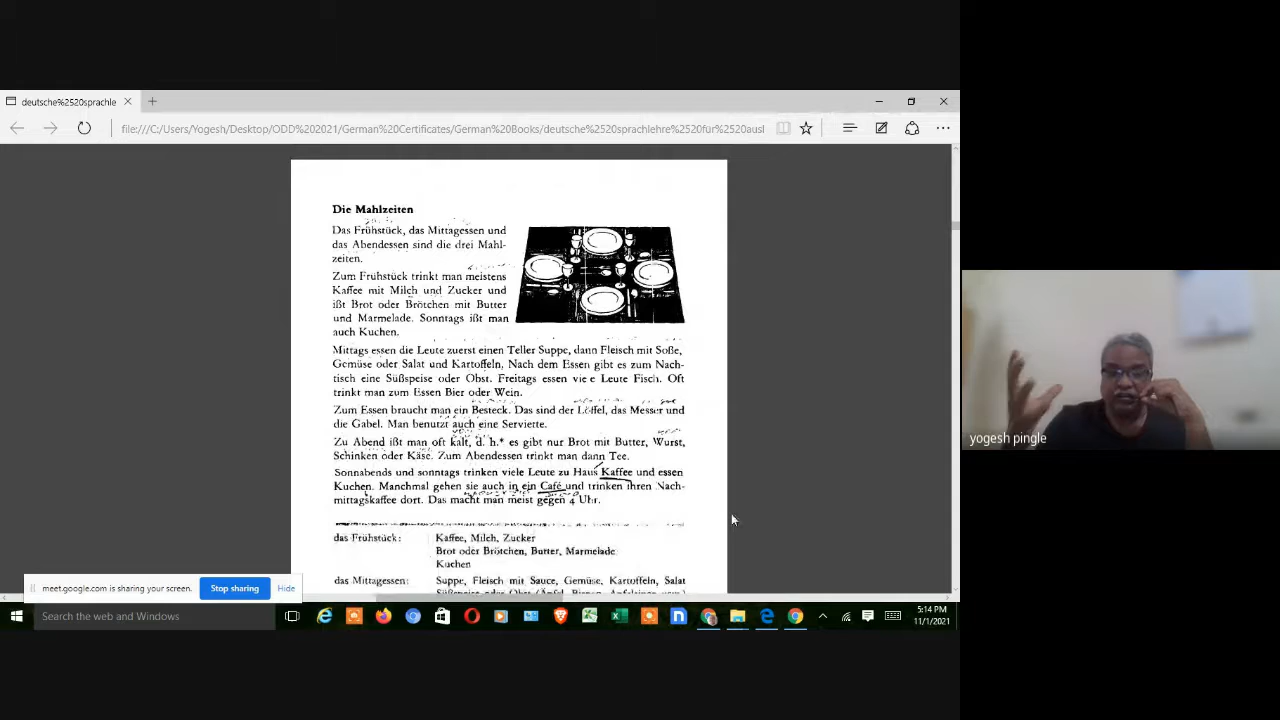 deutsche%2520sprachle
file:///C:/Users/Yogesh/Desktop/ODD%202021/German%20Certificates/German%20Books/deutsche%2520sprachlehre%2520für%2520ausl
Die Mahlzeiten
Das Frühstück, das Mittagessen und
das Abendessen sind die drei Mahl-
zeiten.
Zum Frühstück trinkt man meistens
Kaffee mit Milch und Zucker und
ißt Brot oder Brötchen mit Butter
und Marmelade. Sonntags ißt man
auch Kuchen.
Mittags essen die Leute zuerst einen Teller Suppe, dann Fleisch mit Soße,
Gemüse oder Salat und Kartoffeln. Nach dem Essen gibt es zum Nach-
tisch eine Süßspeise oder Obst. Freitags essen viele Leute Fisch. Oft
trinkt man zum Essen Bier oder Wein.
Zum Essen braucht man ein Besteck. Das sind der Löffel, das Messer und
die Gabel. Man benutzt auch eine Serviette.
Zu Abend ißt man oft kalt, d. h.* es gibt nur Brot mit Butter, Wurst,
Schinken oder Käse. Zum Abendessen trinkt man dann Tee.
Sonnabends und sonntags trinken viele Leute zu Haus Kaffee und essen
Kuchen. Manchmal gehen sie auch in ein Café und trinken ihren Nach-
mittagskaffee dort. Das macht man meist gegen 4 Uhr.
das Frühstück: Kaffee, Milch, Zucker
Brot oder Brötchen, Butter, Marmelade
Kuchen
das Mittagessen: Suppe, Fleisch mit Sauce, Gemüse, Kartoffeln, Salat
yogesh pingle
meet.google.com is sharing your screen. Stop sharing Hide
Search the web and Windows
5:14 PM
11/1/2021